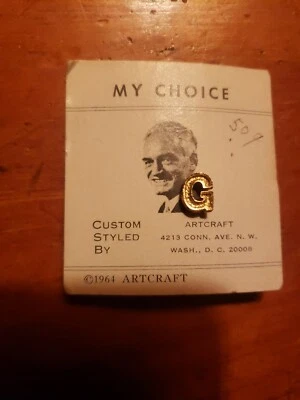 MY CHOICE
50¢
G
CUSTOM ARTCRAFT
STYLED 4213 CONN. AVE. N. W.
BY WASH., D. C. 20008
©1964 ARTCRAFT